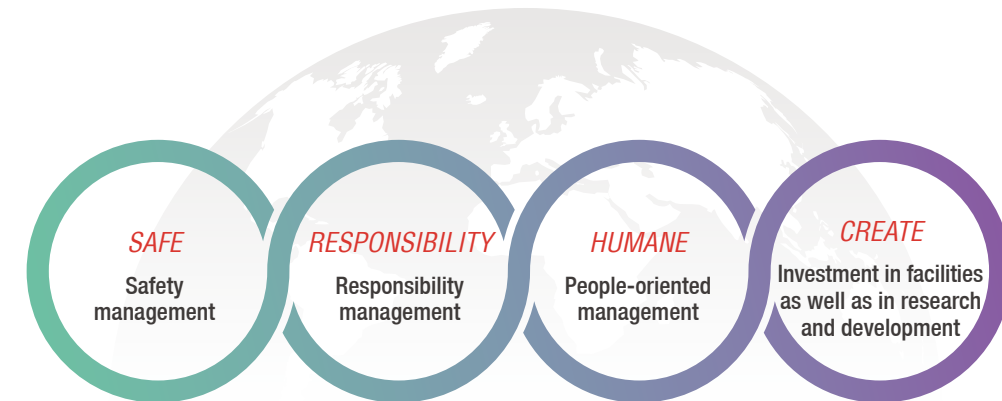 SAFE
Safety
management
RESPONSIBILITY
Responsibility
management
HUMANE
People-oriented
management
CREATE
Investment in facilities
as well as in research
and development